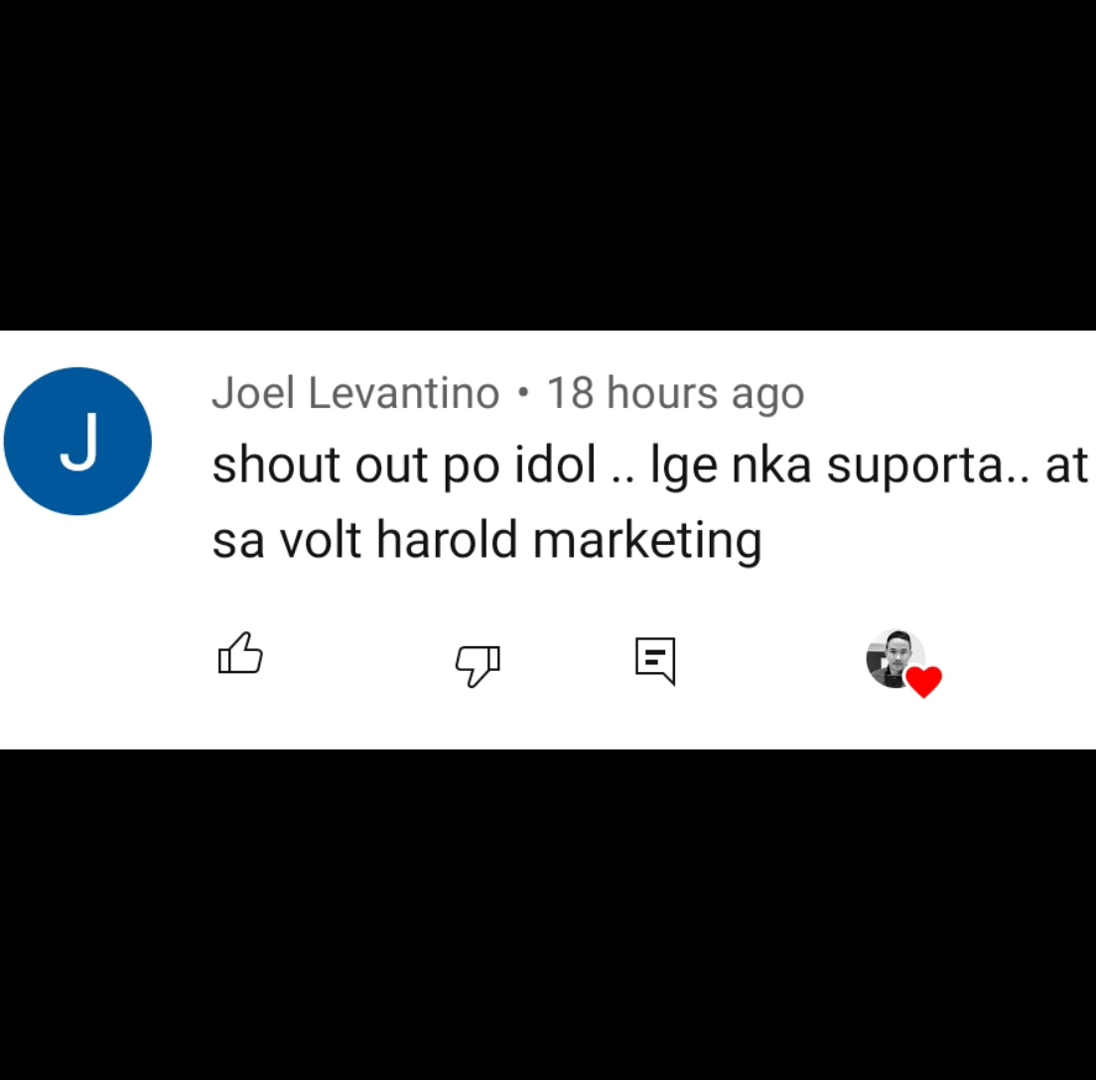 J
Joel Levantino • 18 hours ago
shout out po idol .. lge nka suporta.. at
sa volt harold marketing